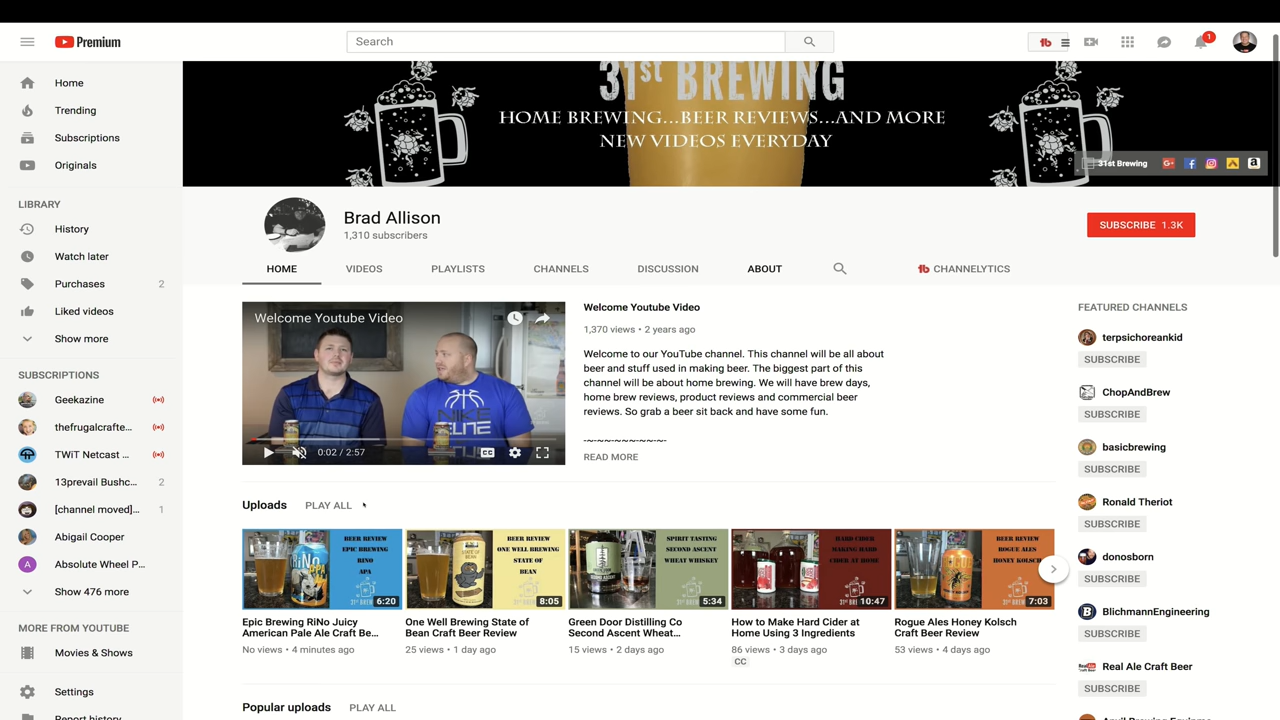 Premium
Search
1
Home
Trending
Subscriptions
Originals
LIBRARY
History
Watch later
Purchases 2
Liked videos
Show more
SUBSCRIPTIONS
Geekazine
thefrugalcrafte...
TWiT Netcast ...
13prevail Bushc... 2
[channel moved]... 1
Abigail Cooper
A Absolute Wheel P...
Show 476 more
MORE FROM YOUTUBE
Movies & Shows
Settings
Report history
31st BREWING
HOME BREWING...BEER REVIEWS...AND MORE
NEW VIDEOS EVERYDAY
31st Brewing
Brad Allison
1,310 subscribers
SUBSCRIBE 1.3K
HOME VIDEOS PLAYLISTS CHANNELS DISCUSSION ABOUT CHANNELYTICS
Welcome Youtube Video
NIKE
ELITE
0:02 / 2:57
CC
Welcome Youtube Video
1,370 views • 2 years ago
Welcome to our YouTube channel. This channel will be all about
beer and stuff used in making beer. The biggest part of this
channel will be about home brewing. We will have brew days,
home brew reviews, product reviews and commercial beer
reviews. So grab a beer sit back and have some fun.
-~-~~-~~~-~~-~-
READ MORE
Uploads PLAY ALL
BEER REVIEW
EPIC BREWING
RINO
APA
6:20
Epic Brewing RiNo Juicy
American Pale Ale Craft Be...
No views • 4 minutes ago
BEER REVIEW
ONE WELL BREWING
STATE OF
BEAN
8:05
One Well Brewing State of
Bean Craft Beer Review
25 views • 1 day ago
SPIRIT TASTING
SECOND ASCENT
WHEAT WHISKEY
5:34
Green Door Distilling Co
Second Ascent Wheat...
15 views • 2 days ago
HARD CIDER
MAKING HARD
CIDER AT HOME
10:47
How to Make Hard Cider at
Home Using 3 Ingredients
86 views • 3 days ago
CC
BEER REVIEW
ROGUE ALES
HONEY KOLSCH
7:03
Rogue Ales Honey Kolsch
Craft Beer Review
53 views • 4 days ago
Popular uploads PLAY ALL
FEATURED CHANNELS
terpsichoreankid
SUBSCRIBE
ChopAndBrew
SUBSCRIBE
basicbrewing
SUBSCRIBE
Ronald Theriot
SUBSCRIBE
donosborn
SUBSCRIBE
BlichmannEngineering
SUBSCRIBE
Real Ale Craft Beer
SUBSCRIBE